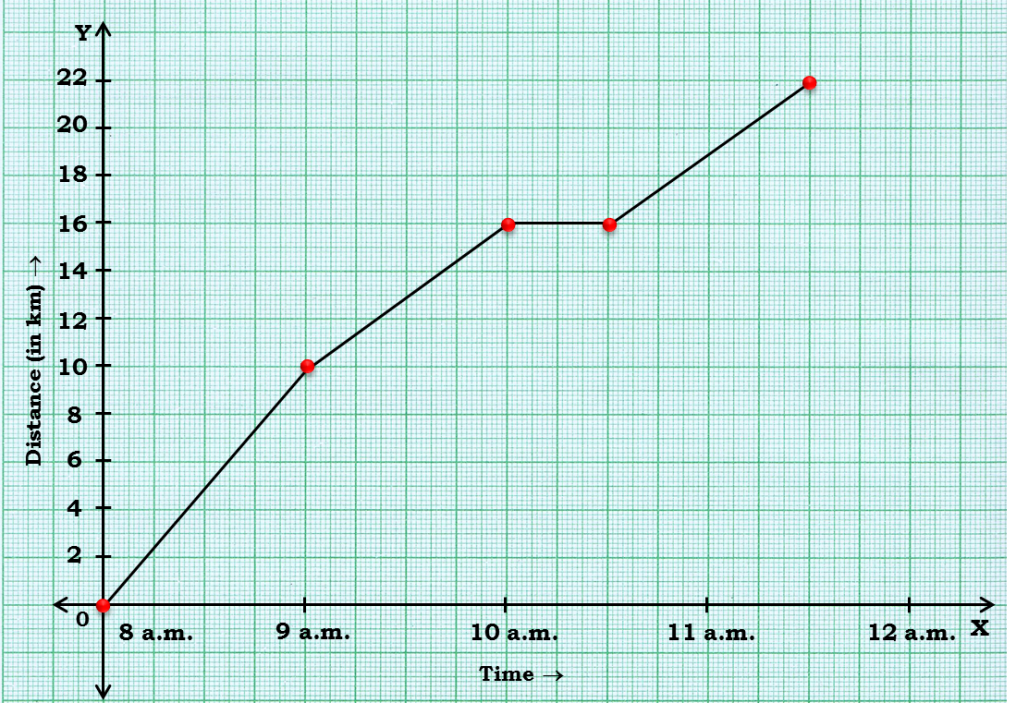 Y
22
20
18
16
14
12
10
8
6
4
2
0
Distance (in km) →
8 a.m.
9 a.m.
10 a.m.
11 a.m.
12 a.m.
X
Time →